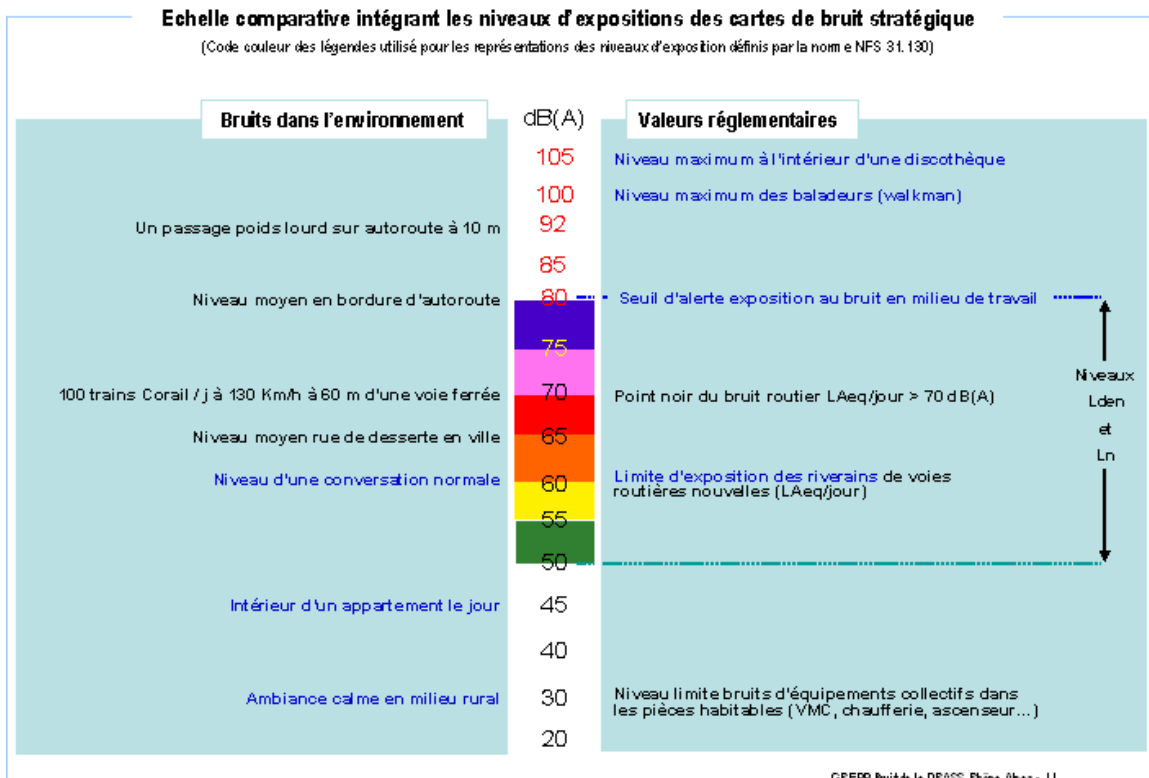 Echelle comparative intégrant les niveaux d'expositions des cartes de bruit stratégique
(Code couleur des légendes utilisé pour les représentations des niveaux d'exposition définis par la norme NFS 31.130)
Bruits dans l'environnement
dB(A)
Valeurs réglementaires
105
Niveau maximum à l'intérieur d'une discothèque
100
Niveau maximum des baladeurs (walkman)
Un passage poids lourd sur autoroute à 10 m
92
85
Niveau moyen en bordure d'autoroute
80
Seuil d'alerte exposition au bruit en milieu de travail
75
Niveaux
Lden
et
Ln
100 trains Corail / j à 130 Km/h à 60 m d'une voie ferrée
70
Point noir du bruit routier LAeq/jour > 70 dB(A)
Niveau moyen rue de desserte en ville
65
Niveau d'une conversation normale
60
Limite d'exposition des riverains de voies
routières nouvelles (LAeq/jour)
55
50
Intérieur d'un appartement le jour
45
40
Ambiance calme en milieu rural
30
Niveau limite bruits d'équipements collectifs dans
les pièces habitables (VMC, chaufferie, ascenseur...)
20